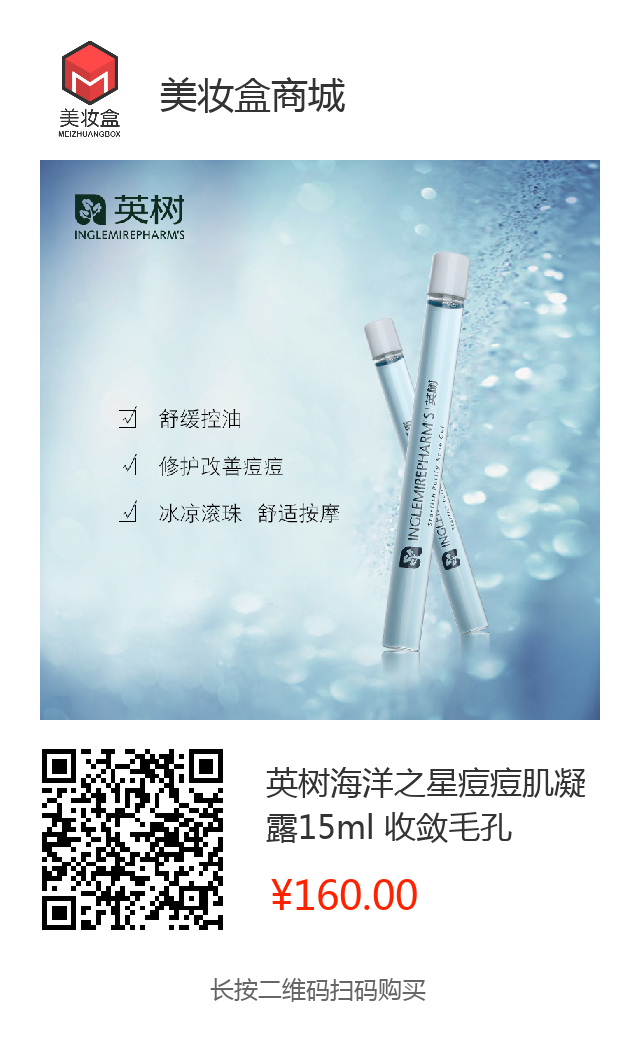 美妆盒
MEIZHUANGBOX
美妆盒商城
英树
INGLEMIREPHARM'S
舒缓控油
修护改善痘痘
冰凉滚珠 舒适按摩
INGLEMIREPHARM'S 英树
英树海洋之星痘痘肌凝
露15ml 收敛毛孔
¥160.00
长按二维码扫码购买